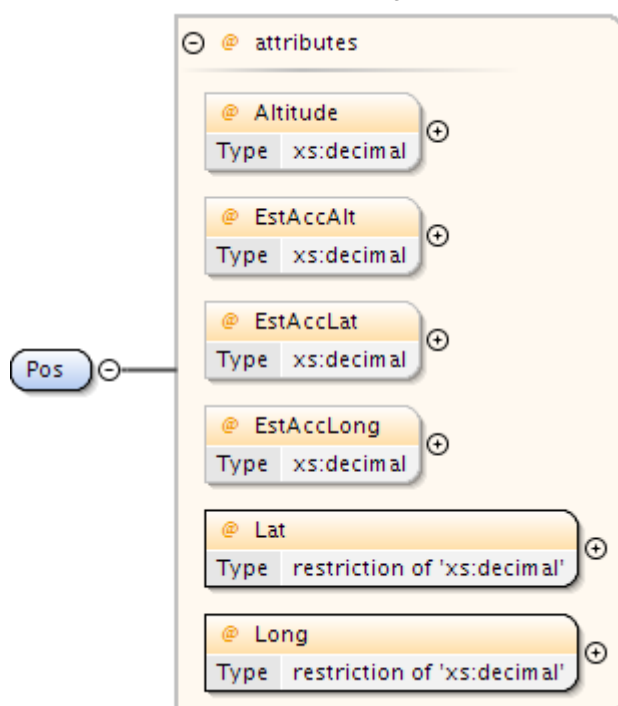 @ attributes
@ Altitude
Type xs:decimal
@ EstAccAlt
Type xs:decimal
@ EstAccLat
Type xs:decimal
Pos
@ EstAccLong
Type xs:decimal
@ Lat
Type restriction of 'xs:decimal'
@ Long
Type restriction of 'xs:decimal'